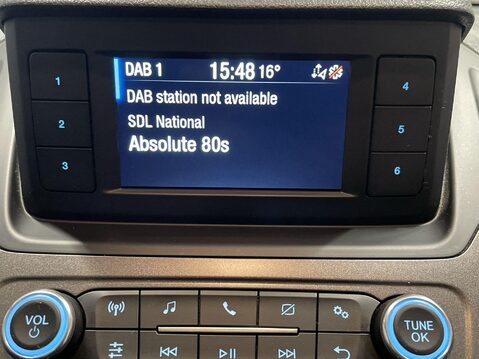 DAB 1 15:48 16°
DAB station not available
SDL National
Absolute 80s
1
2
3
4
5
6
VOL
TUNE
OK